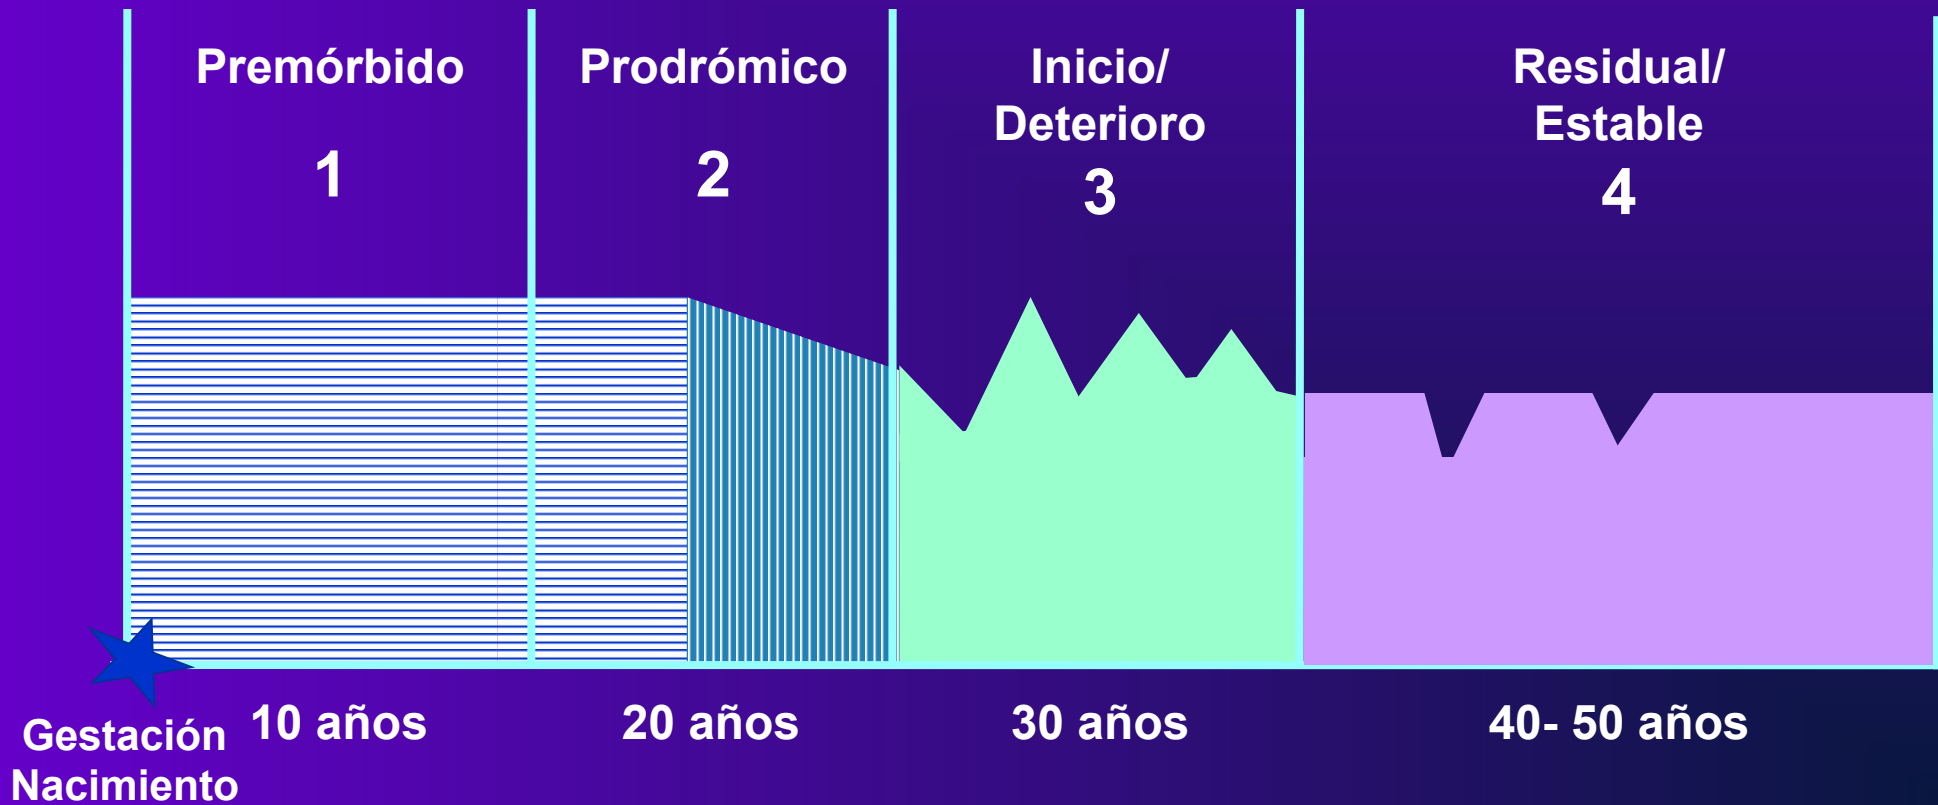 Premórbido
1
Prodrómico
2
Inicio/
Deterioro
3
Residual/
Estable
4
Gestación
Nacimiento
10 años
20 años
30 años
40- 50 años